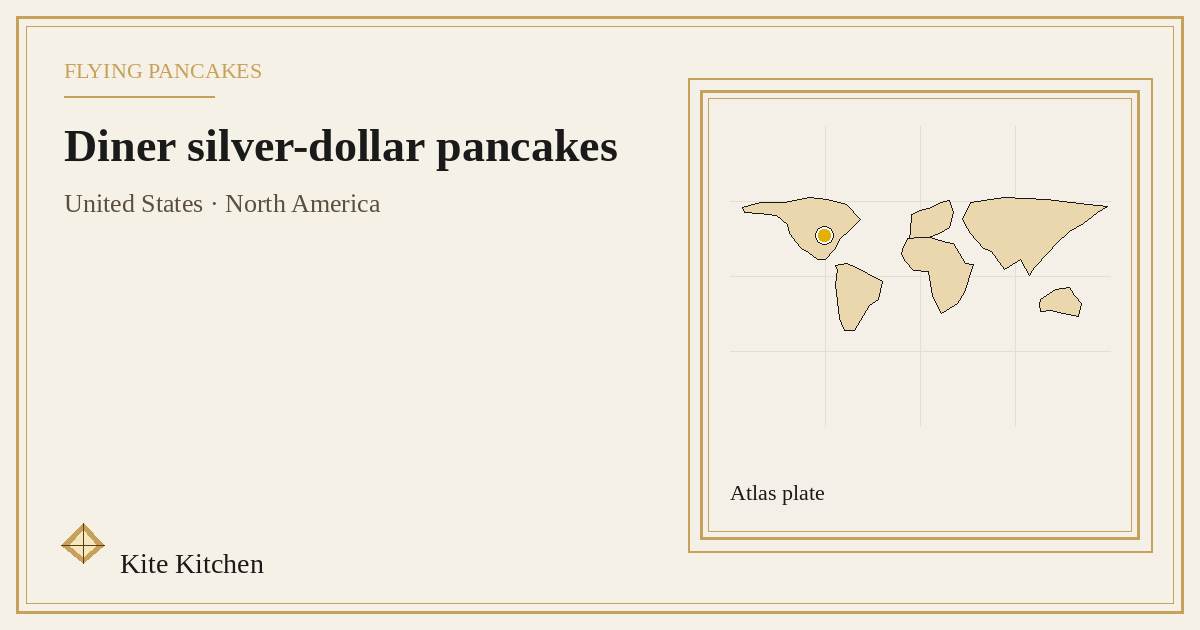 FLYING PANCAKES
Diner silver-dollar pancakes
United States · North America
Atlas plate
Kite Kitchen